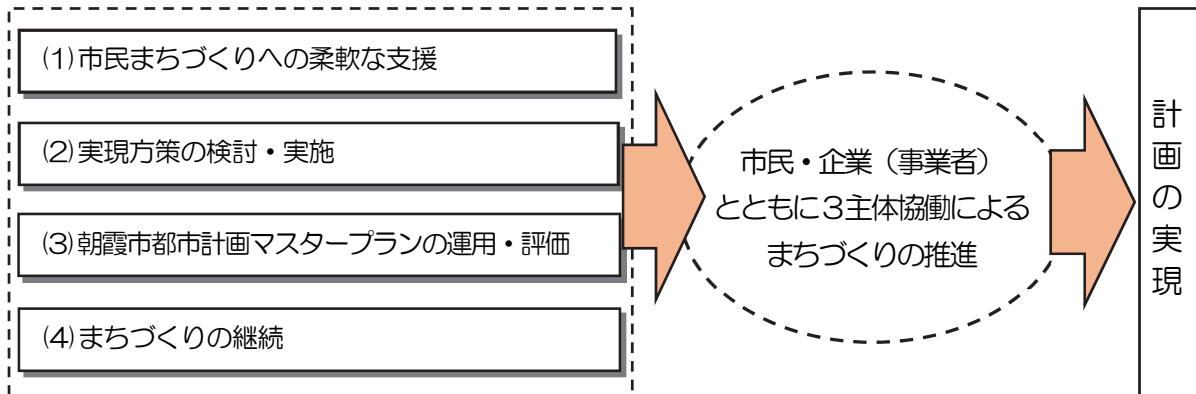 (1)市民まちづくりへの柔軟な支援
(2)実現方策の検討・実施
(3)朝霞市都市計画マスタープランの運用・評価
(4)まちづくりの継続
市民・企業（事業者）
とともに３主体協働による
まちづくりの推進
計画の実現